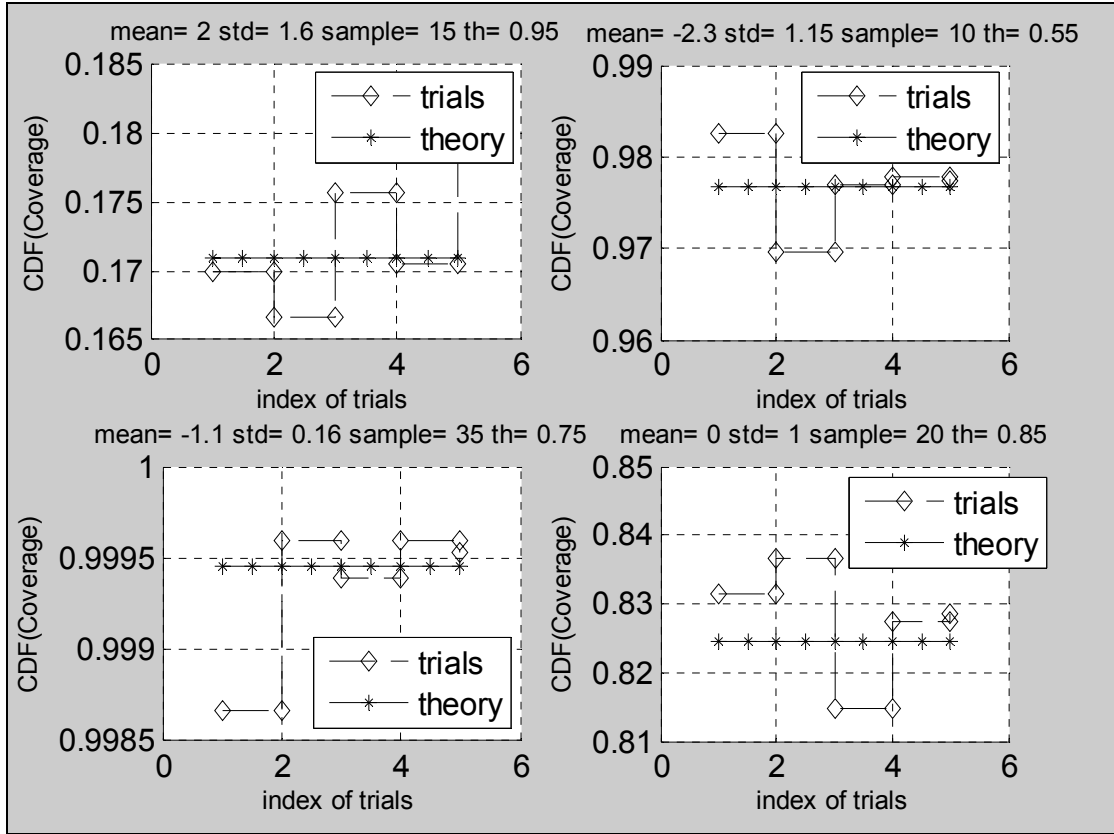 mean= 2 std= 1.6 sample= 15 th= 0.95
0.185
0.18
0.175
0.17
0.165
CDF(Coverage)
trials
theory
0 2 4 6
index of trials
mean= -2.3 std= 1.15 sample= 10 th= 0.55
0.99
0.98
0.97
0.96
CDF(Coverage)
trials
theory
0 2 4 6
index of trials
mean= -1.1 std= 0.16 sample= 35 th= 0.75
1
0.9995
0.999
0.9985
CDF(Coverage)
trials
theory
0 2 4 6
index of trials
mean= 0 std= 1 sample= 20 th= 0.85
0.85
0.84
0.83
0.82
0.81
CDF(Coverage)
trials
theory
0 2 4 6
index of trials